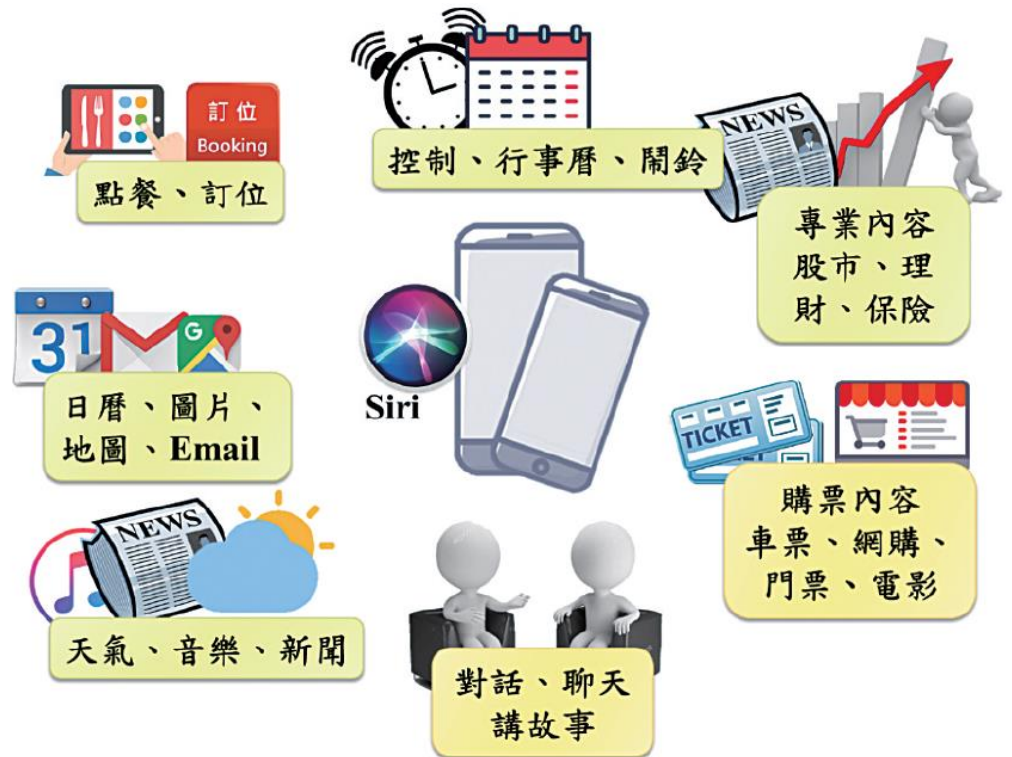 訂位
Booking
點餐、訂位
控制、行事曆、鬧鈴
NEWS
專業內容
股市、理
財、保險
31
G
日曆、圖片、
地圖、Email
Siri
TICKET
購票內容
車票、網購、
門票、電影
NEWS
天氣、音樂、新聞
對話、聊天
講故事